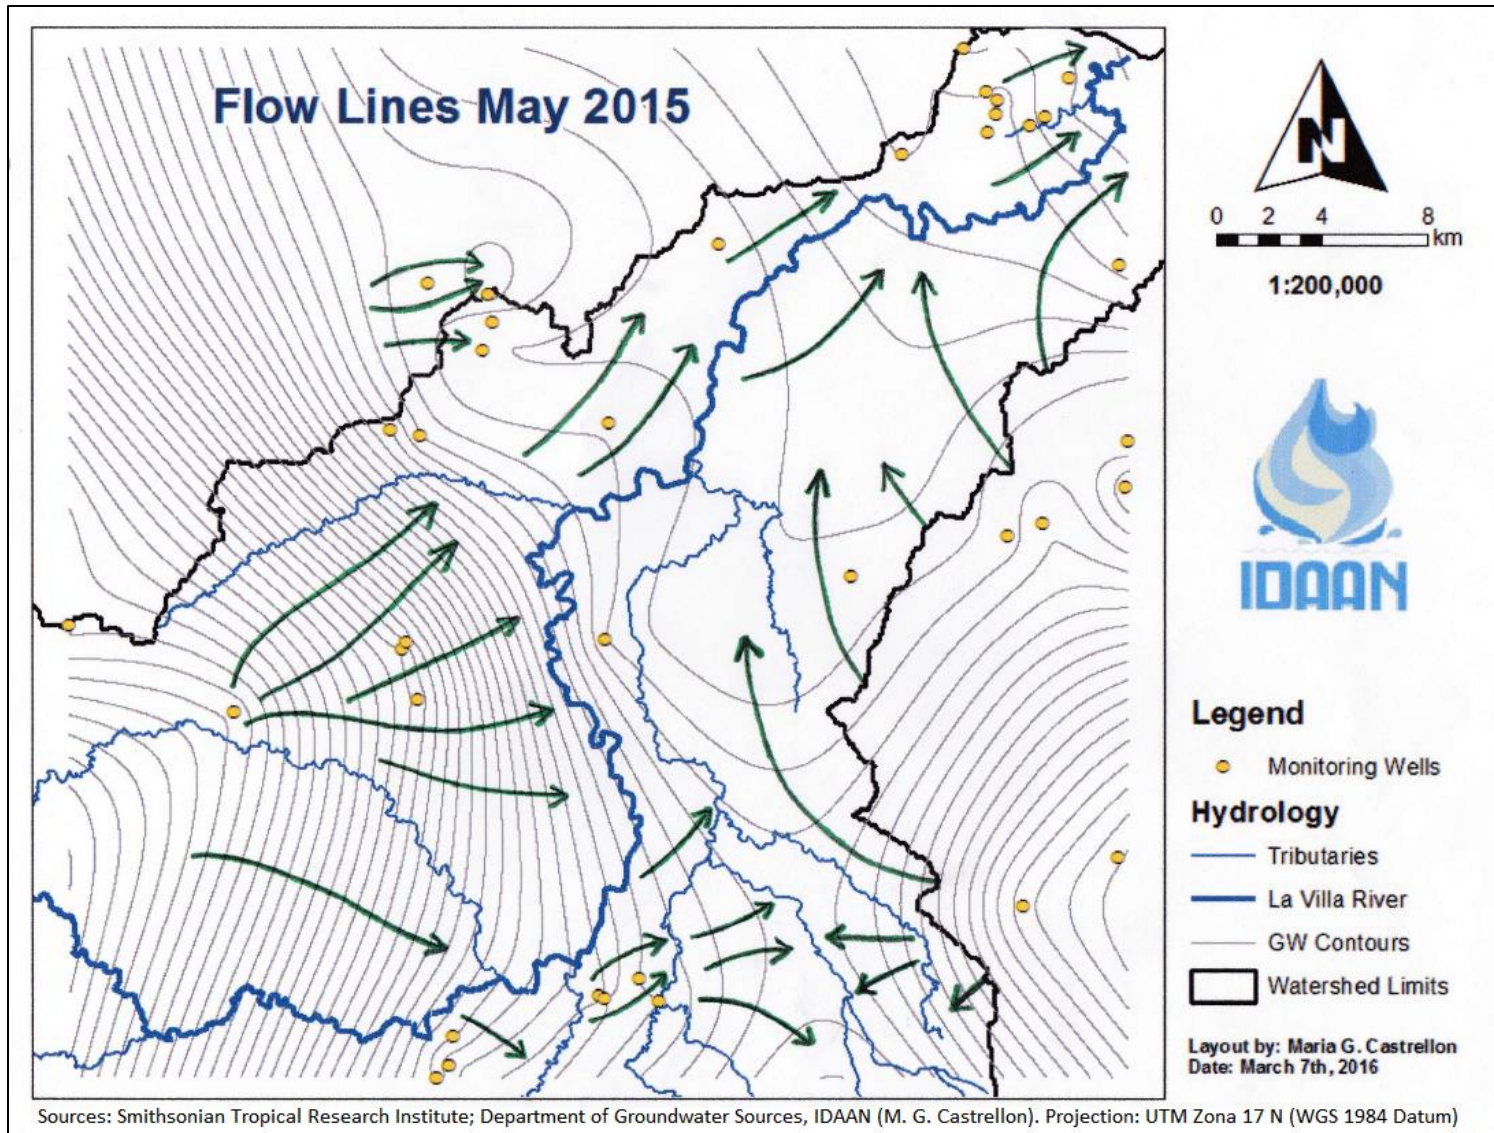 Flow Lines May 2015
N
0 2 4 8
km
1:200,000
IDAAN
Legend
Monitoring Wells
Hydrology
Tributaries
La Villa River
GW Contours
Watershed Limits
Layout by: Maria G. Castrellon
Date: March 7th, 2016
Sources: Smithsonian Tropical Research Institute; Department of Groundwater Sources, IDAAN (M. G. Castrellon). Projection: UTM Zona 17 N (WGS 1984 Datum)